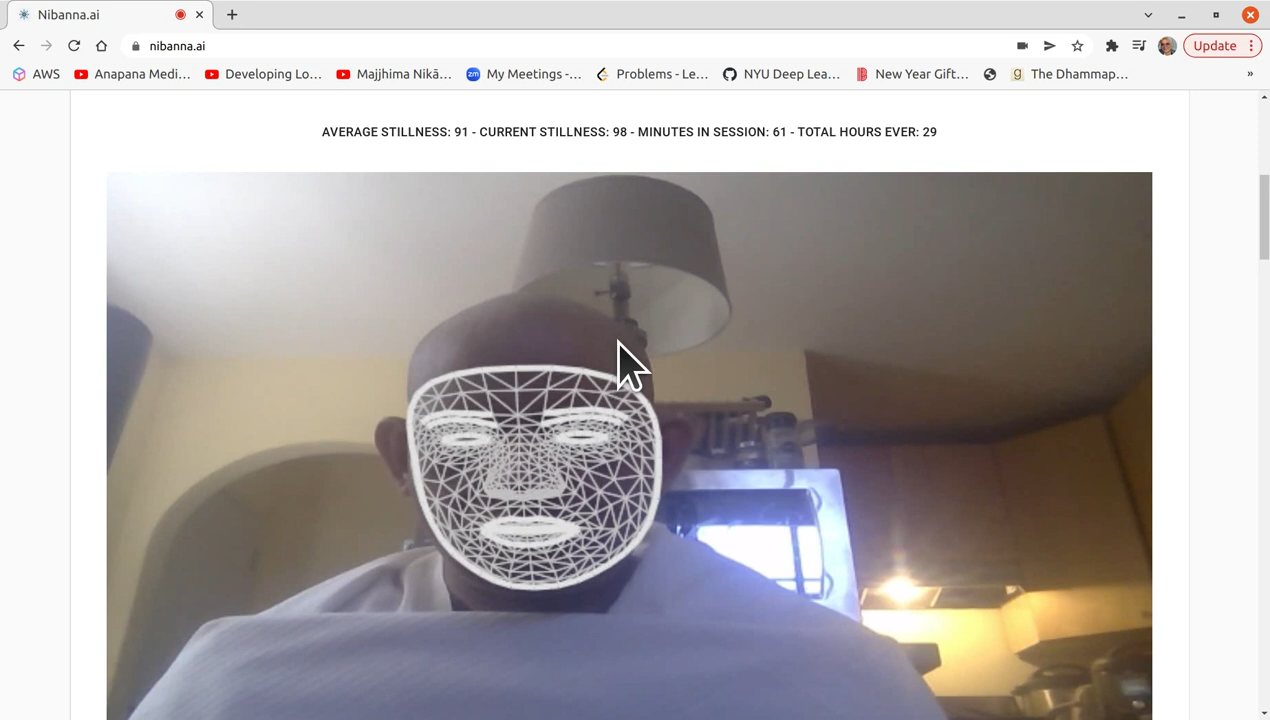 Nibanna.ai
nibanna.ai
Update
AWS Anapana Medi... Developing Lo... Majjhima Nikā... zm My Meetings -... Problems - Le... NYU Deep Lea... New Year Gift... g The Dhammap... »
AVERAGE STILLNESS: 91 - CURRENT STILLNESS: 98 - MINUTES IN SESSION: 61 - TOTAL HOURS EVER: 29